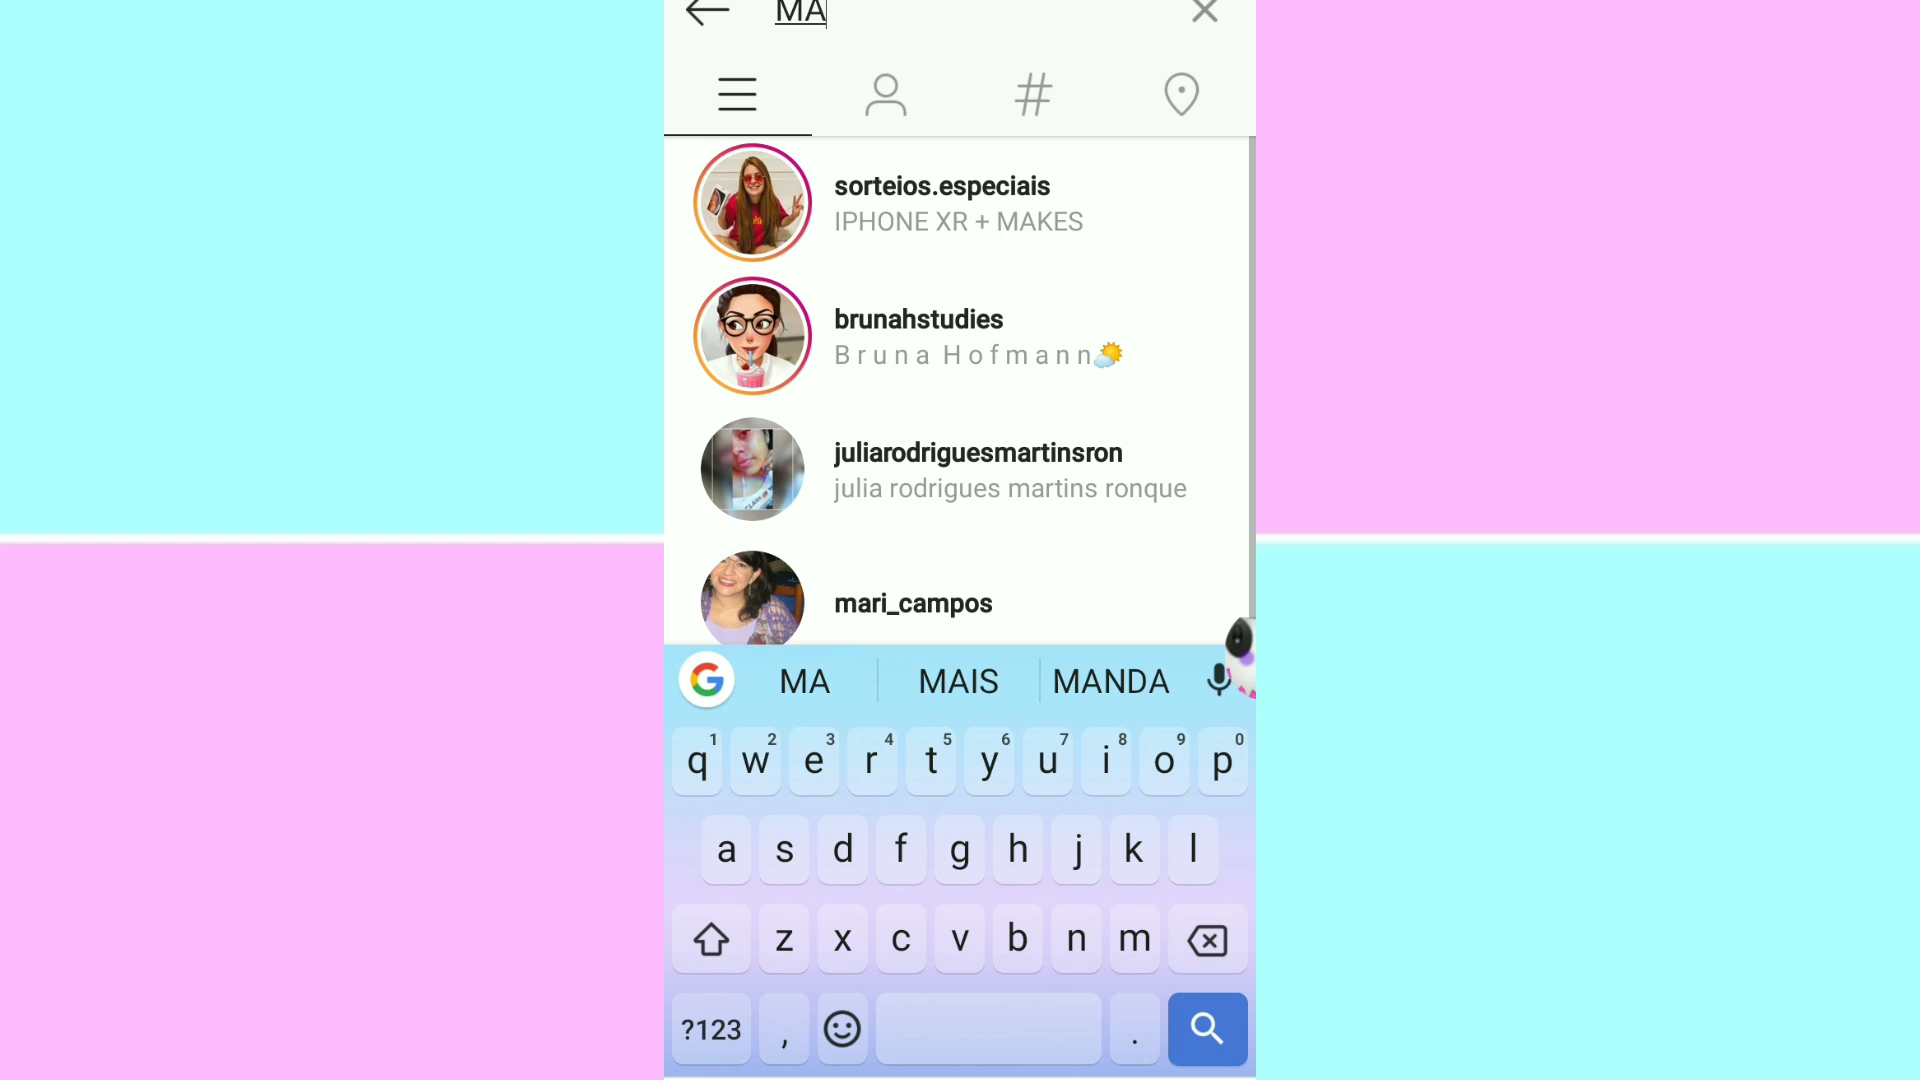 MA
sorteios.especiais
IPHONE XR + MAKES
brunahstudies
B r u n a H o f m a n n🌤️
juliarodriguesmartinsron
julia rodrigues martins ronque
mari_campos
MA MAIS MANDA
1 2 3 4 5 6 7 8 9 0
q w e r t y u i o p
a s d f g h j k l
z x c v b n m
?123 , .